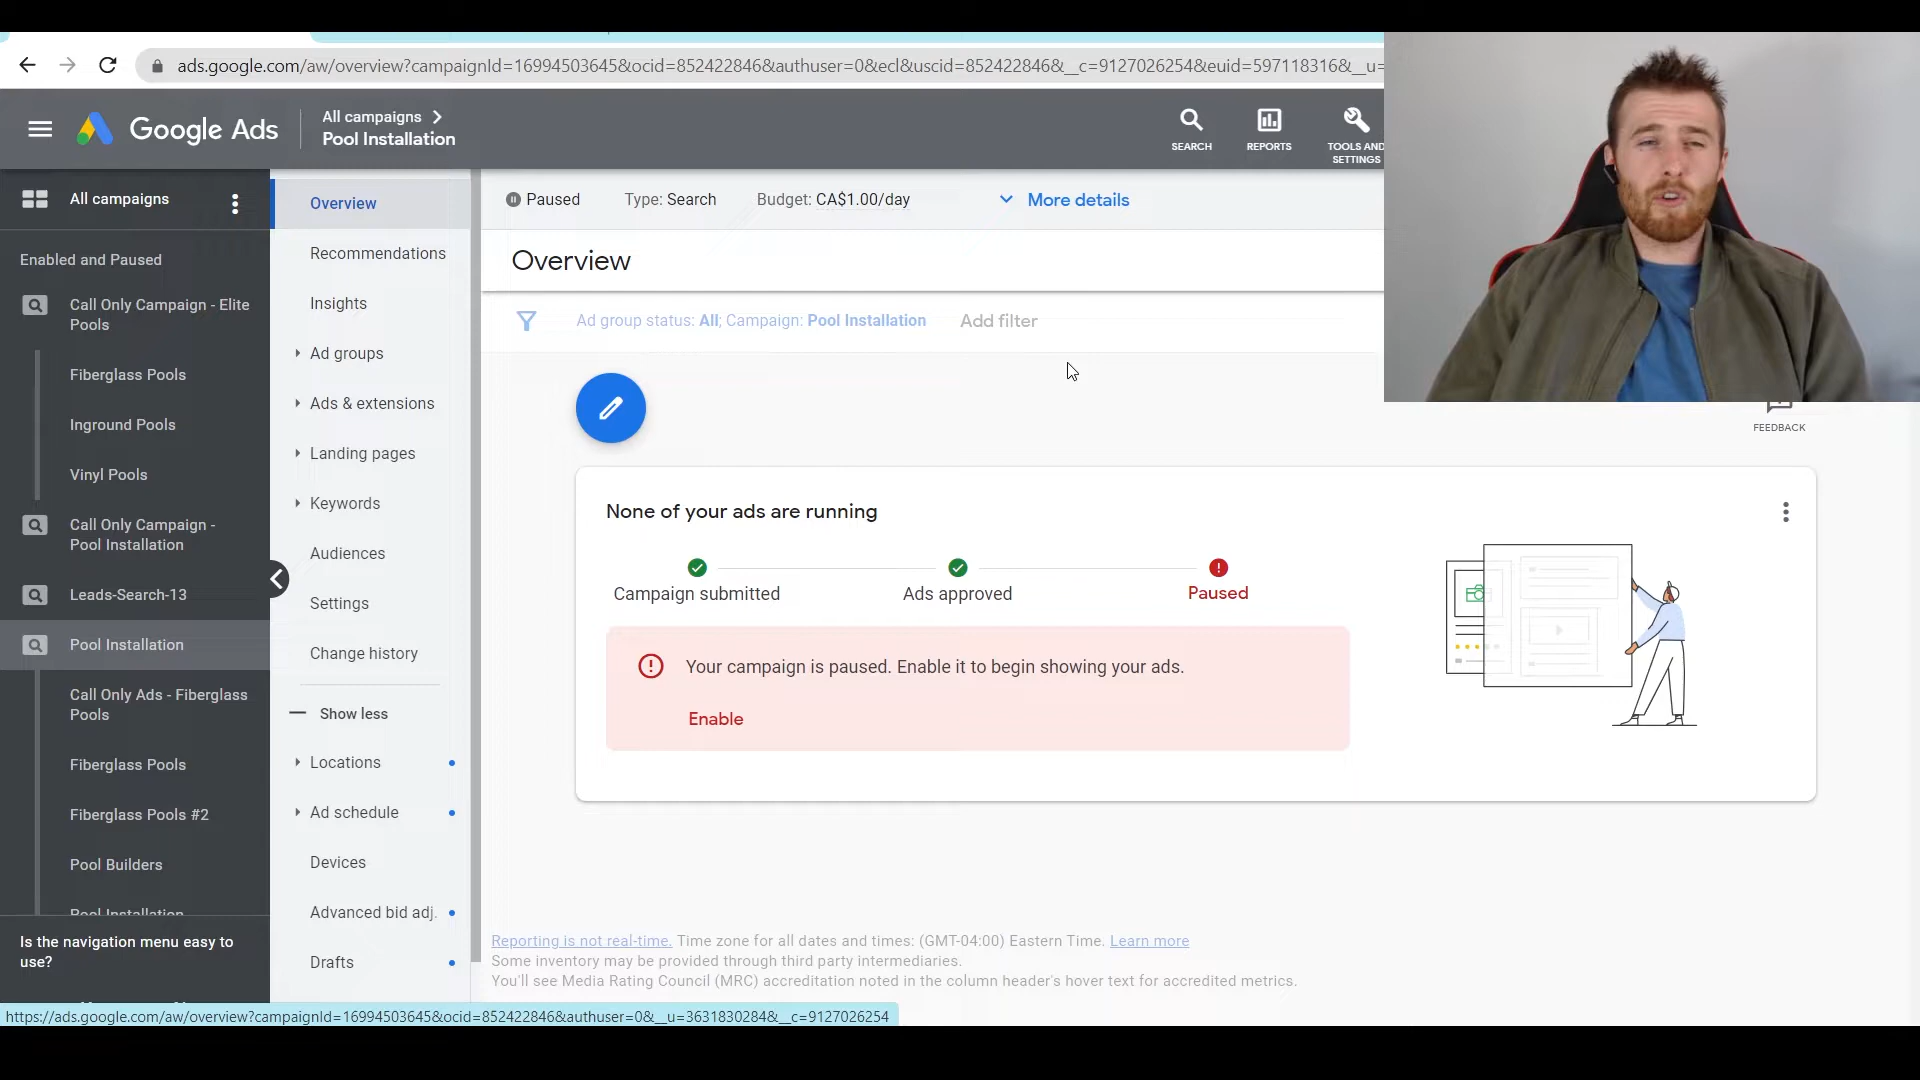 ads.google.com/aw/overview?campaignId=16994503645&ocid=852422846&authuser=0&ecl&uscid=852422846&__c=9127026254&euid=597118316&__u=
Google Ads
All campaigns
Pool Installation
SEARCH
REPORTS
TOOLS AND
SETTINGS
All campaigns
Enabled and Paused
Call Only Campaign - Elite
Pools
Fiberglass Pools
Inground Pools
Vinyl Pools
Call Only Campaign -
Pool Installation
Leads-Search-13
Pool Installation
Call Only Ads - Fiberglass
Pools
Fiberglass Pools
Fiberglass Pools #2
Pool Builders
Pool Installation
Is the navigation menu easy to
use?
Overview
Recommendations
Insights
Ad groups
Ads & extensions
Landing pages
Keywords
Audiences
Settings
Change history
Show less
Locations
Ad schedule
Devices
Advanced bid adj.
Drafts
Paused Type: Search Budget: CA$1.00/day More details
Overview
Ad group status: All; Campaign: Pool Installation Add filter
FEEDBACK
None of your ads are running
Campaign submitted Ads approved Paused
Your campaign is paused. Enable it to begin showing your ads.
Enable
Reporting is not real-time. Time zone for all dates and times: (GMT-04:00) Eastern Time. Learn more
Some inventory may be provided through third party intermediaries.
You'll see Media Rating Council (MRC) accreditation noted in the column header's hover text for accredited metrics.
https://ads.google.com/aw/overview?campaignId=16994503645&ocid=852422846&authuser=0&__u=3631830284&__c=9127026254